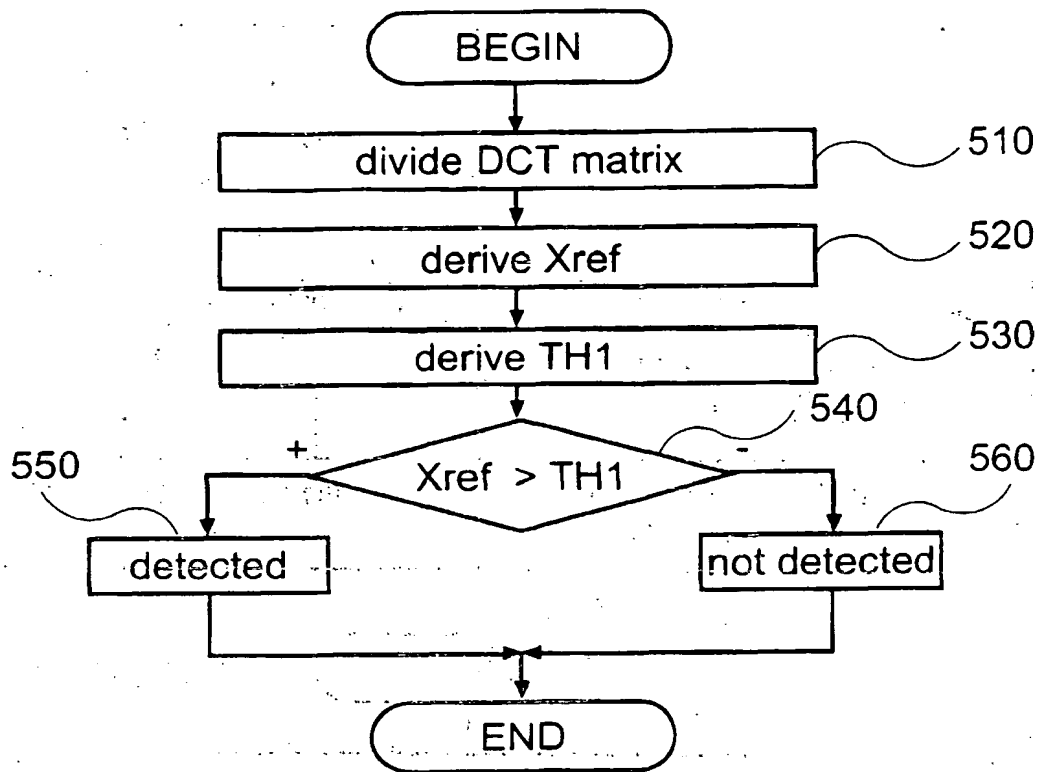 BEGIN
divide DCT matrix
510
derive Xref
520
derive TH1
530
540
+
-
Xref > TH1
550
560
detected
not detected
END